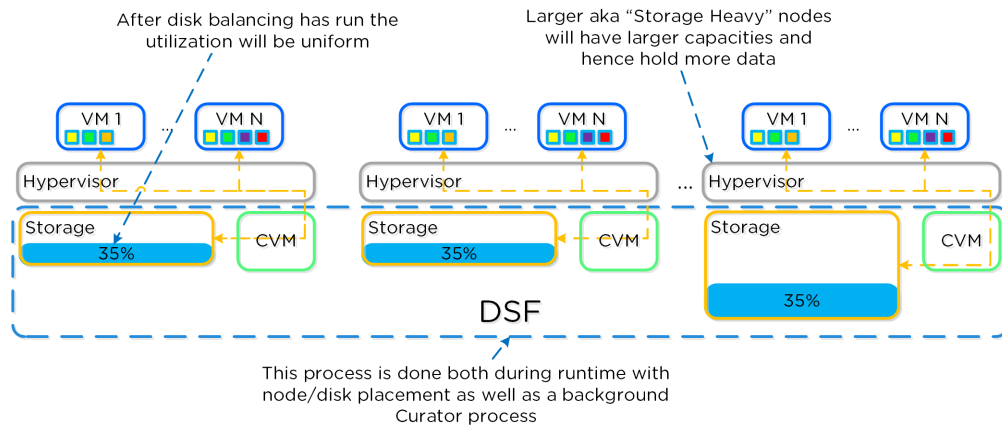 After disk balancing has run the
utilization will be uniform
Larger aka “Storage Heavy” nodes
will have larger capacities and
hence hold more data
VM 1
...
VM N
VM 1
...
VM N
VM 1
...
VM N
Hypervisor
Hypervisor
...
Hypervisor
Storage
35%
CVM
Storage
35%
CVM
Storage
35%
CVM
DSF
This process is done both during runtime with
node/disk placement as well as a background
Curator process